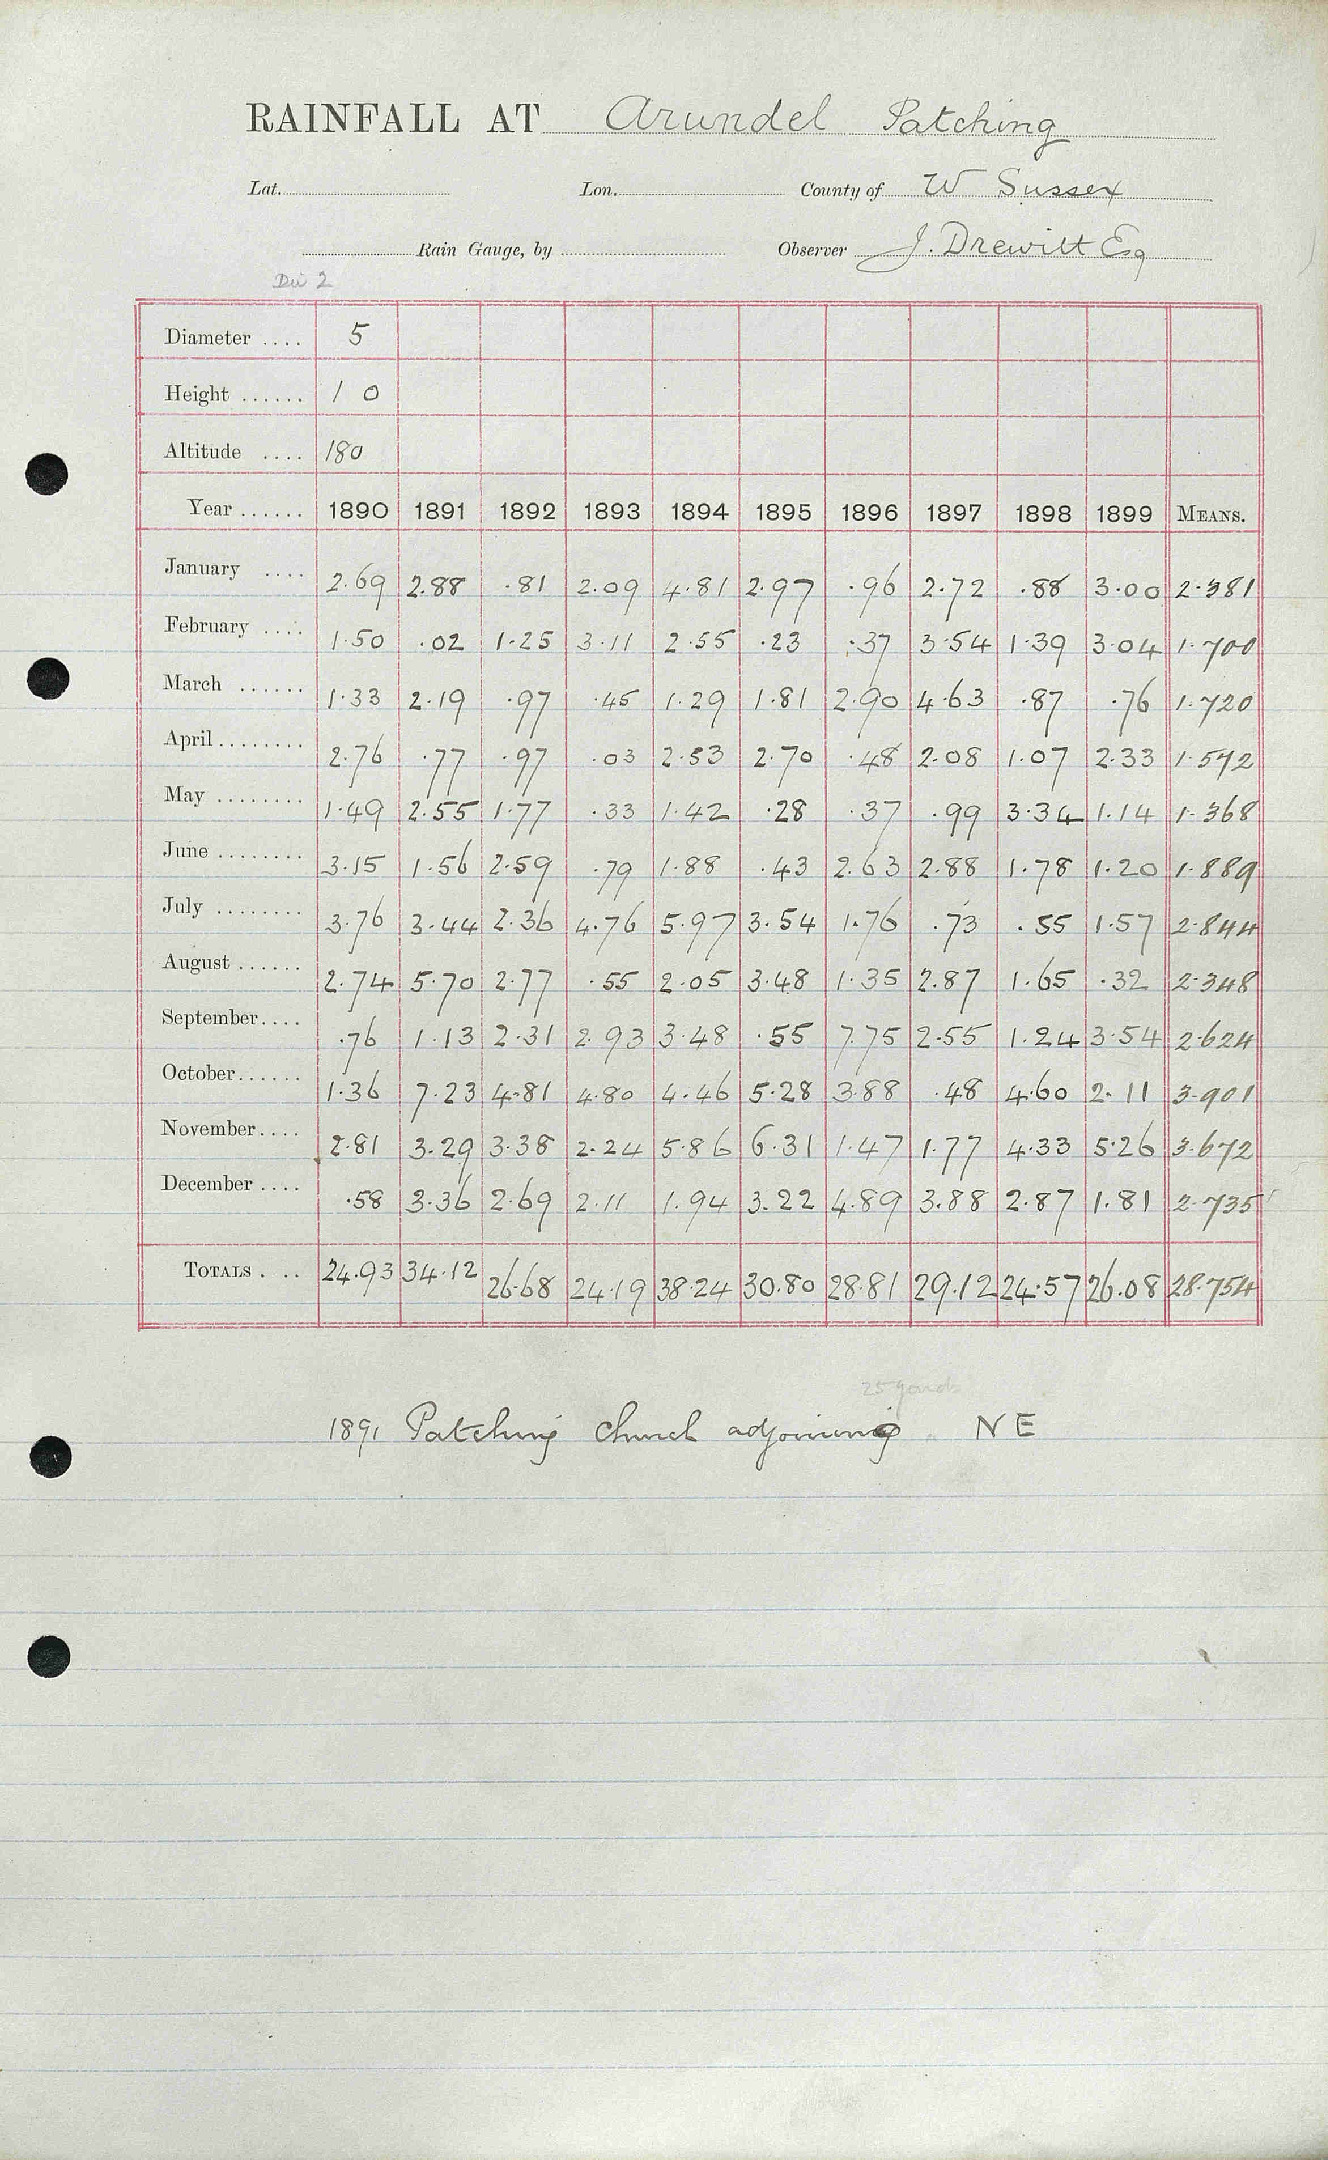 RAINFALL AT Arundel Patching
Lat. Lon. County of W Sussex
Rain Gauge, by Observer J. Drewitt Esq
Div 2
Diameter .... 5
Height ...... 1 0
Altitude .... 180
Year ...... 1890 1891 1892 1893 1894 1895 1896 1897 1898 1899 MEANS.
January .... 2.69 2.88 .81 2.09 4.81 2.97 .96 2.72 .88 3.00 2.381
February .... 1.50 .02 1.25 3.11 2.55 .23 .37 3.54 1.39 3.04 1.700
March ...... 1.33 2.19 .97 .45 1.29 1.81 2.90 4.63 .87 .76 1.720
April........ 2.76 .77 .97 .03 2.53 2.70 .48 2.08 1.07 2.33 1.572
May ........ 1.49 2.55 1.77 .33 1.42 .28 .37 .99 3.34 1.14 1.368
June ........ 3.15 1.56 2.59 .79 1.88 .43 2.63 2.88 1.78 1.20 1.889
July ........ 3.76 3.44 2.36 4.76 5.97 3.54 1.76 .73 .55 1.57 2.844
August ...... 2.74 5.70 2.77 .55 2.05 3.48 1.35 2.87 1.65 .32 2.348
September.... .76 1.13 2.31 2.93 3.48 .55 7.75 2.55 1.24 3.54 2.624
October...... 1.36 7.23 4.81 4.80 4.46 5.28 3.88 .48 4.60 2.11 3.901
November.... 2.81 3.29 3.38 2.24 5.86 6.31 1.47 1.77 4.33 5.26 3.672
December .... .58 3.36 2.69 2.11 1.94 3.22 4.89 3.88 2.87 1.81 2.735
TOTALS . .. 24.93 34.12 26.68 24.19 38.24 30.80 28.81 29.12 24.57 26.08 28.754
25 yards
1891 Patching church adjoining NE